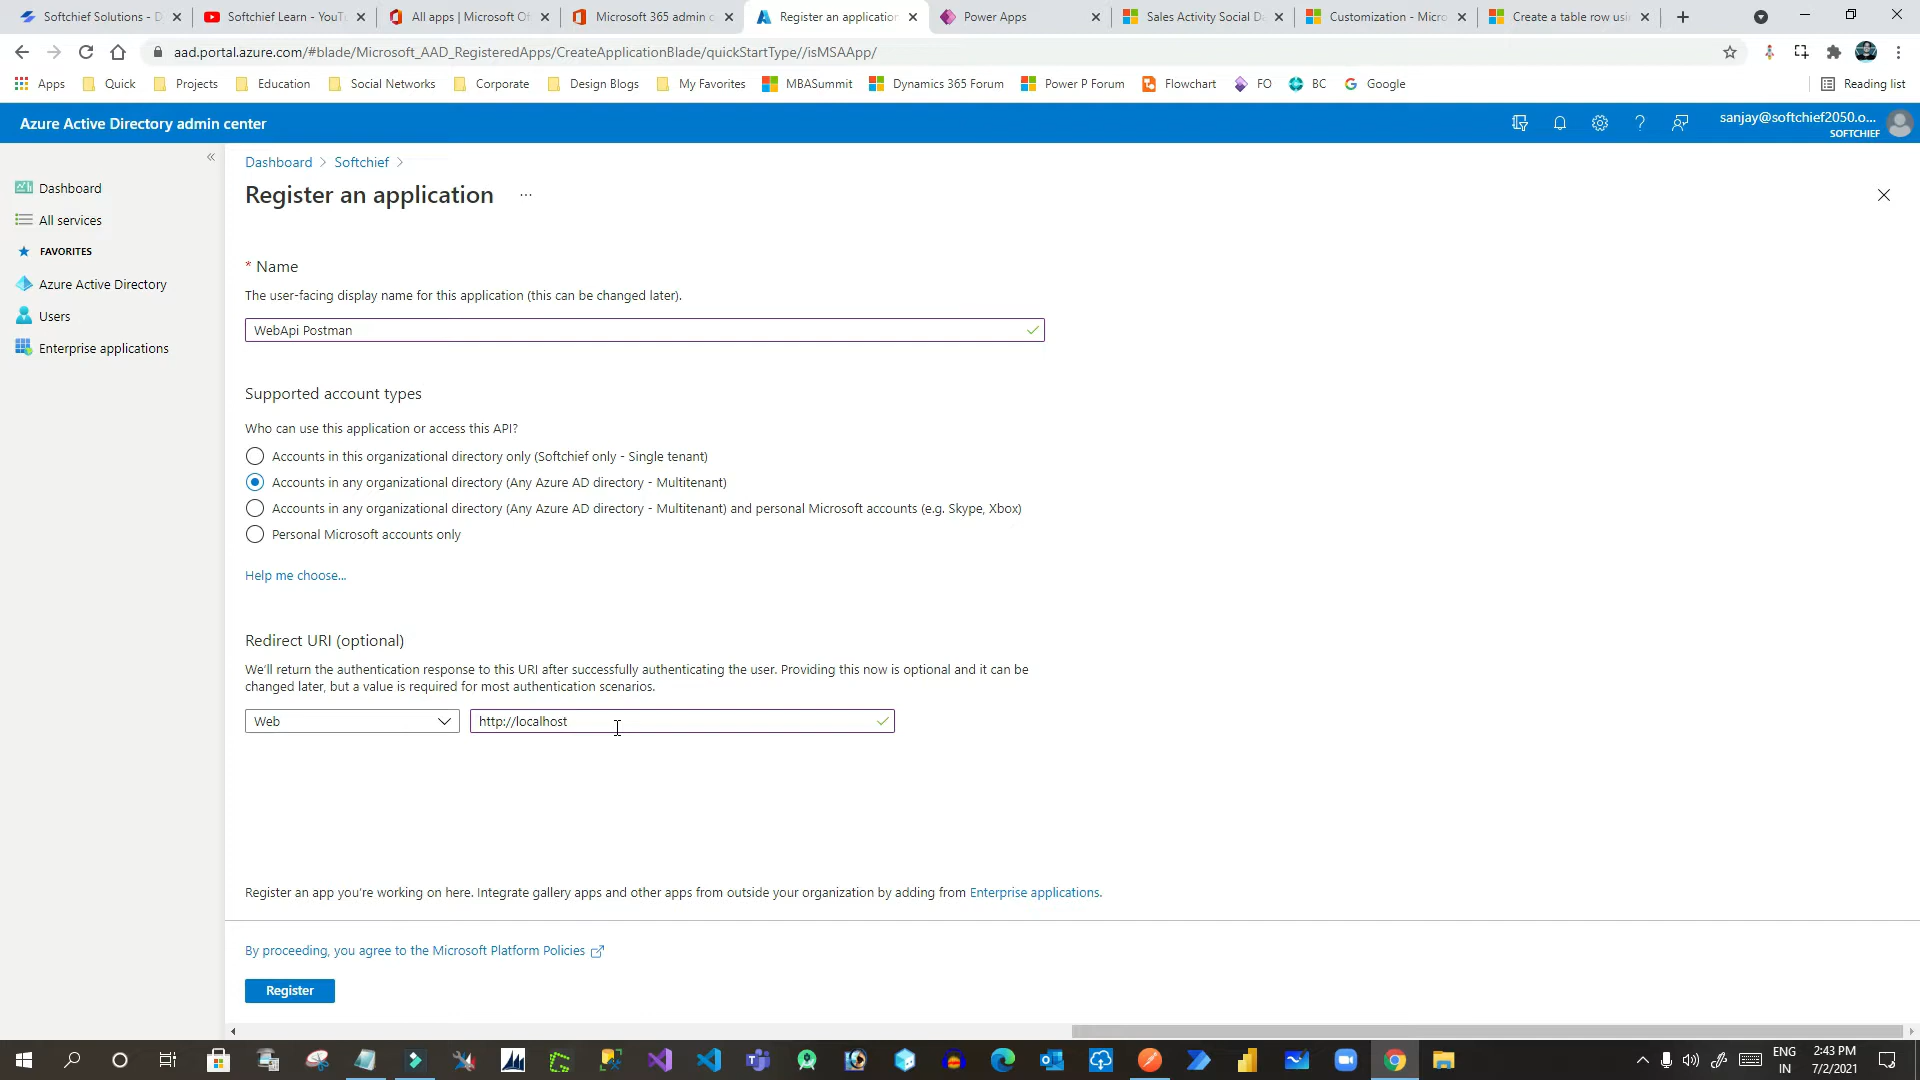 Softchief Solutions - D
Softchief Learn - YouTu
All apps | Microsoft Of
Microsoft 365 admin c
Register an application
Power Apps
Sales Activity Social Da
Customization - Micro
Create a table row usin
aad.portal.azure.com/#blade/Microsoft_AAD_RegisteredApps/CreateApplicationBlade/quickStartType//isMSAApp/
Apps
Quick
Projects
Education
Social Networks
Corporate
Design Blogs
My Favorites
MBASummit
Dynamics 365 Forum
Power P Forum
Flowchart
FO
BC
Google
Reading list
Azure Active Directory admin center
sanjay@softchief2050.o...
SOFTCHIEF
Dashboard
All services
FAVORITES
Azure Active Directory
Users
Enterprise applications
Dashboard > Softchief >
Register an application ...
* Name
The user-facing display name for this application (this can be changed later).
WebApi Postman
Supported account types
Who can use this application or access this API?
Accounts in this organizational directory only (Softchief only - Single tenant)
Accounts in any organizational directory (Any Azure AD directory - Multitenant)
Accounts in any organizational directory (Any Azure AD directory - Multitenant) and personal Microsoft accounts (e.g. Skype, Xbox)
Personal Microsoft accounts only
Help me choose...
Redirect URI (optional)
We'll return the authentication response to this URI after successfully authenticating the user. Providing this now is optional and it can be
changed later, but a value is required for most authentication scenarios.
Web
http://localhost
Register an app you're working on here. Integrate gallery apps and other apps from outside your organization by adding from Enterprise applications.
By proceeding, you agree to the Microsoft Platform Policies
Register
ENG
IN
2:43 PM
7/2/2021